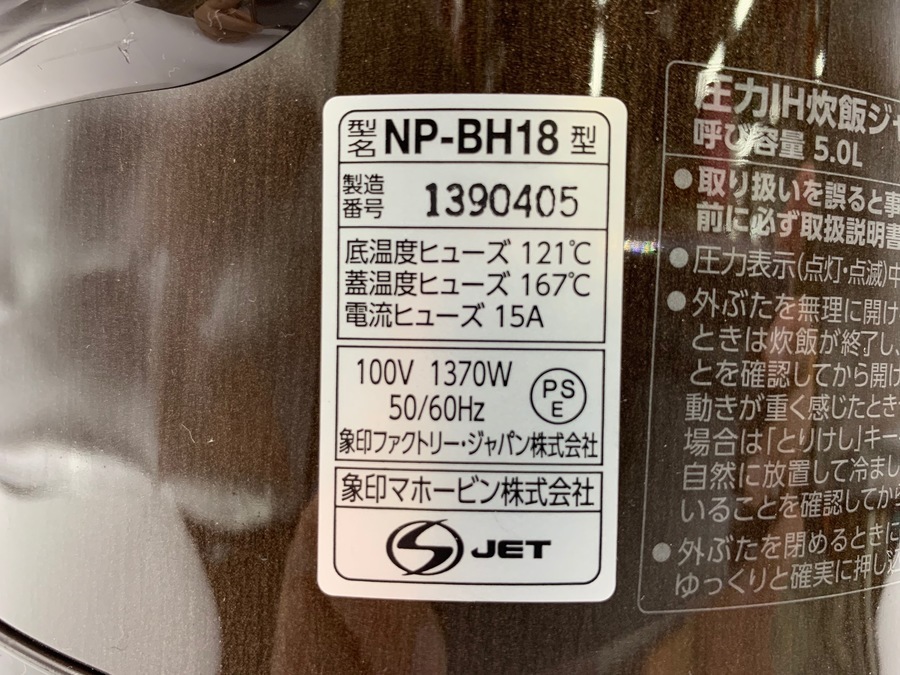 型名 NP-BH18 型
製造番号 1390405
底温度ヒューズ 121℃
蓋温度ヒューズ 167℃
電流ヒューズ 15A
100V 1370W
50/60Hz
PSE
象印ファクトリー・ジャパン株式会社
象印マホービン株式会社
S JET
圧力IH炊飯ジャ
呼び容量 5.0L
●取り扱いを誤ると事
前に必ず取扱説明書
●圧力表示(点灯・点滅)中
●外ぶたを無理に開け
ときは炊飯が終了し、
とを確認してから開け
動きが重く感じたとき
場合は「とりけし」キー
自然に放置して冷まし
いることを確認してから
●外ぶたを閉めるときに
ゆっくりと確実に押し込